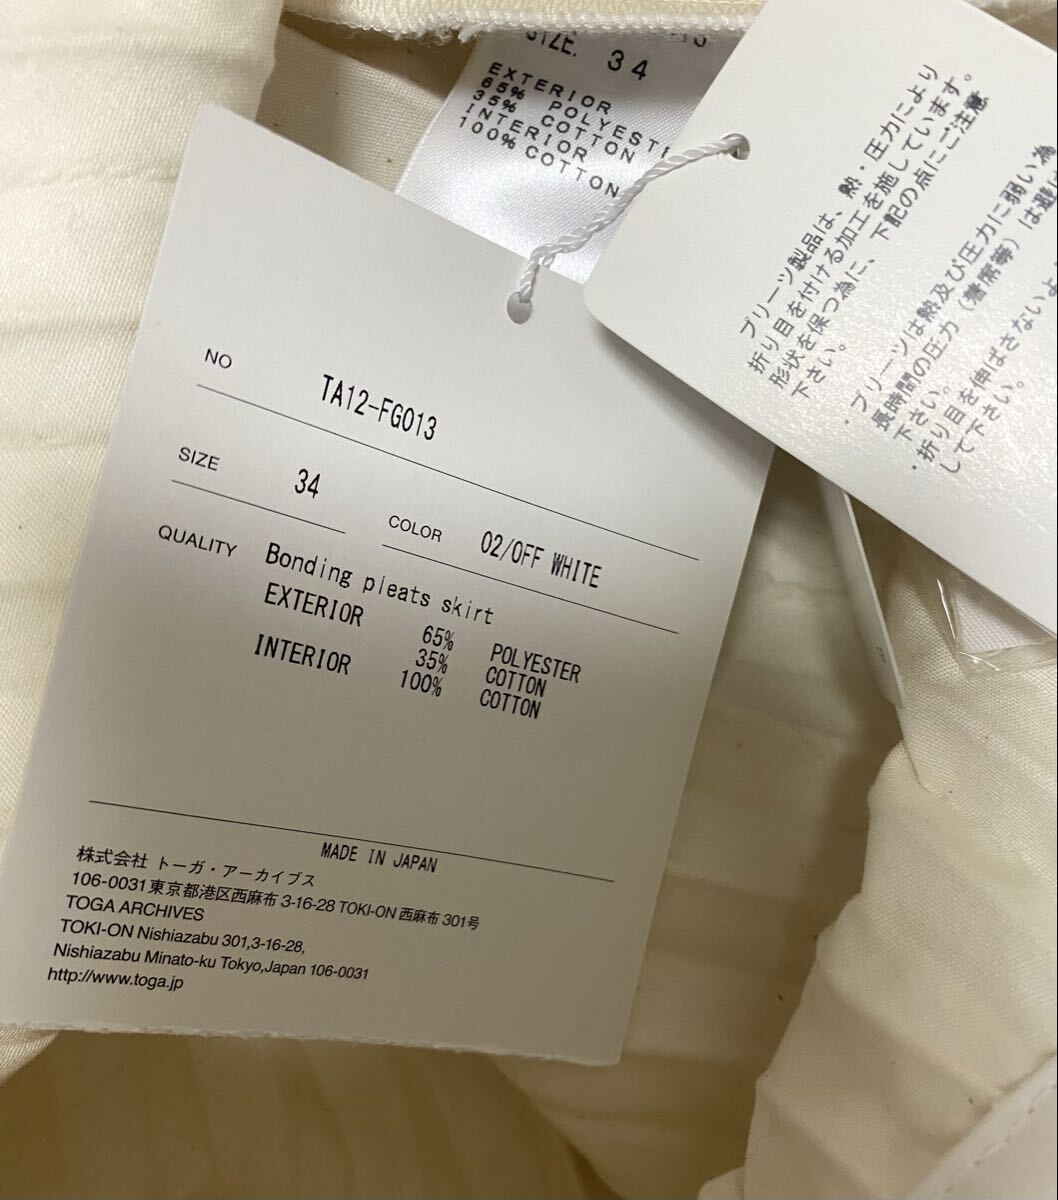 SIZE. 34
EXTERIOR
65% POLYESTE
35% COTTON
INTERIOR
100% COTTON
NO TA12-FG013
SIZE 34
COLOR 02/OFF WHITE
QUALITY Bonding pleats skirt
EXTERIOR 65% POLYESTER
35% COTTON
INTERIOR 100% COTTON
MADE IN JAPAN
株式会社 トーガ・アーカイブス
106-0031 東京都港区西麻布 3-16-28 TOKI-ON 西麻布 301号
TOGA ARCHIVES
TOKI-ON Nishiazabu 301,3-16-28,
Nishiazabu Minato-ku Tokyo,Japan 106-0031
http://www.toga.jp
プリーツ製品は、熱・圧力により
折り目を付ける加工を施しています。
形状を保つ為に、下記の点にご注意
下さい。
・プリーツは熱及び圧力に弱い為
長時間の圧力（着席等）は避け
下さい。
・折り目を伸ばさないよ
して下さい。